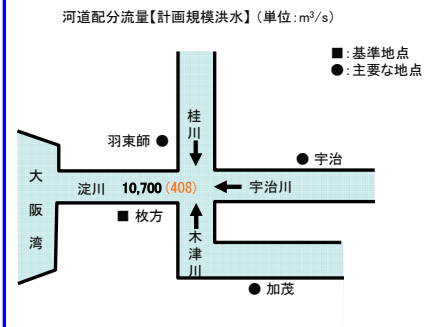 河道配分流量【計画規模洪水】(単位:m³/s)
■:基準地点
●:主要な地点
桂川
羽束師 ●
● 宇治
大阪湾
淀川 10,700 (408)
宇治川
■ 枚方
木津川
● 加茂